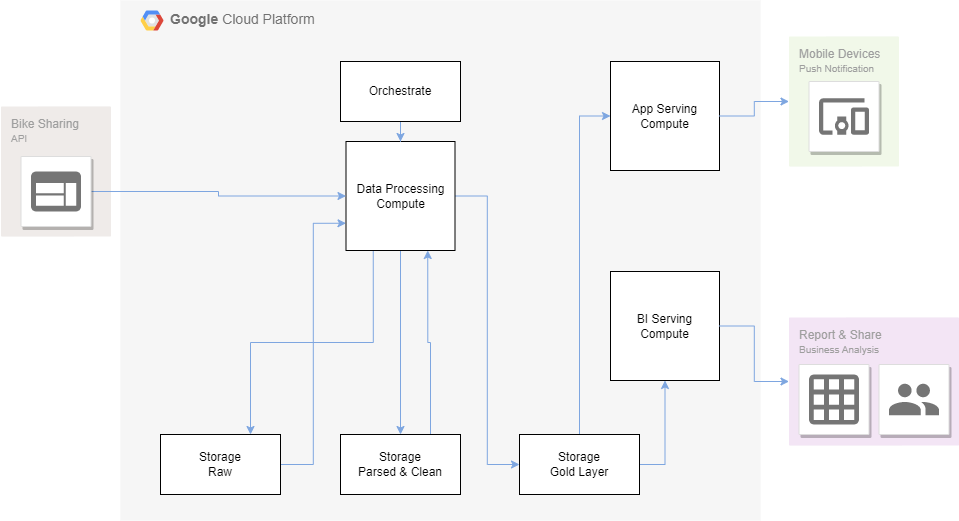 Google Cloud Platform
Bike Sharing
API
Orchestrate
Data Processing
Compute
App Serving
Compute
Mobile Devices
Push Notification
BI Serving
Compute
Report & Share
Business Analysis
Storage
Raw
Storage
Parsed & Clean
Storage
Gold Layer